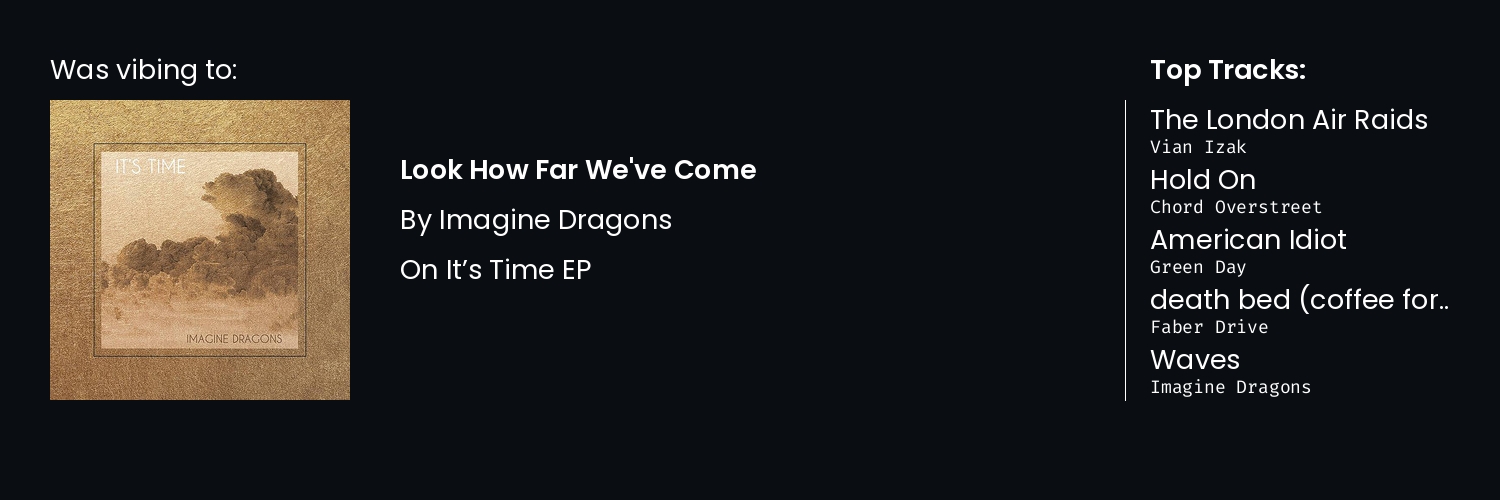 Was vibing to:
IT'S TIME
IMAGINE DRAGONS
Look How Far We've Come
By Imagine Dragons
On It’s Time EP
Top Tracks:
The London Air Raids
Vian Izak
Hold On
Chord Overstreet
American Idiot
Green Day
death bed (coffee for..
Faber Drive
Waves
Imagine Dragons